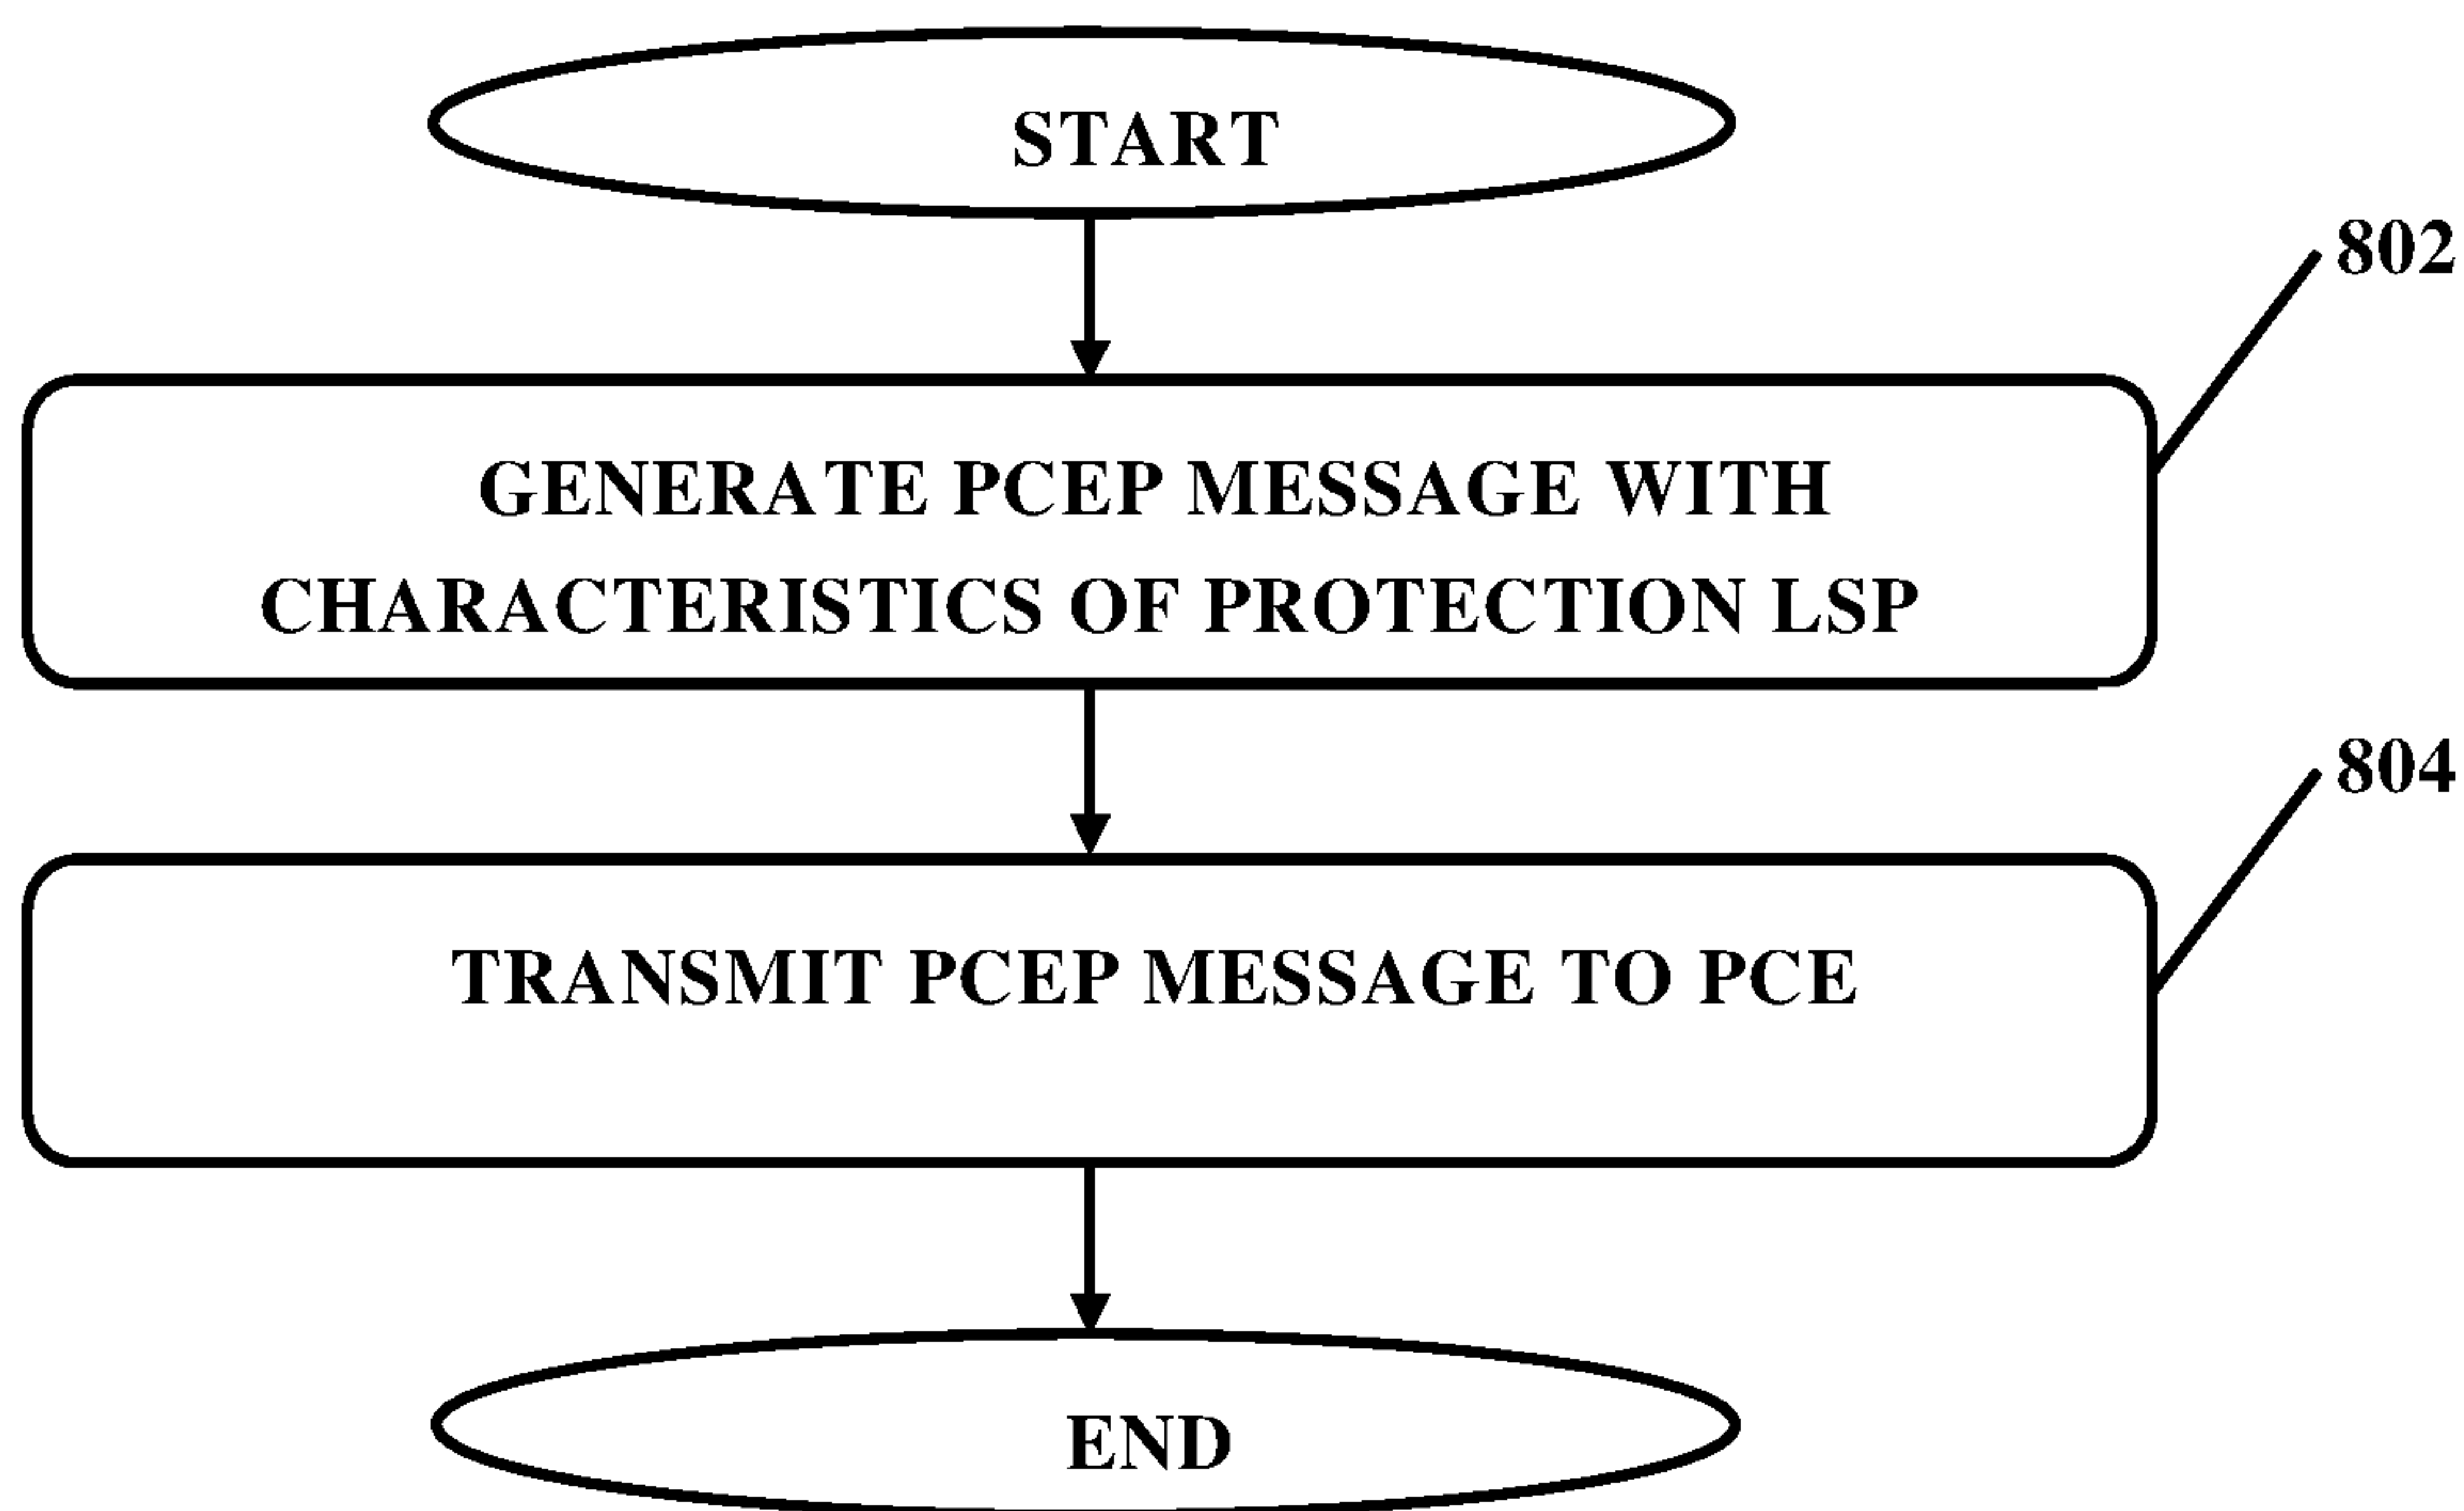 START
802
GENERATE PCEP MESSAGE WITH
CHARACTERISTICS OF PROTECTION LSP
804
TRANSMIT PCEP MESSAGE TO PCE
END